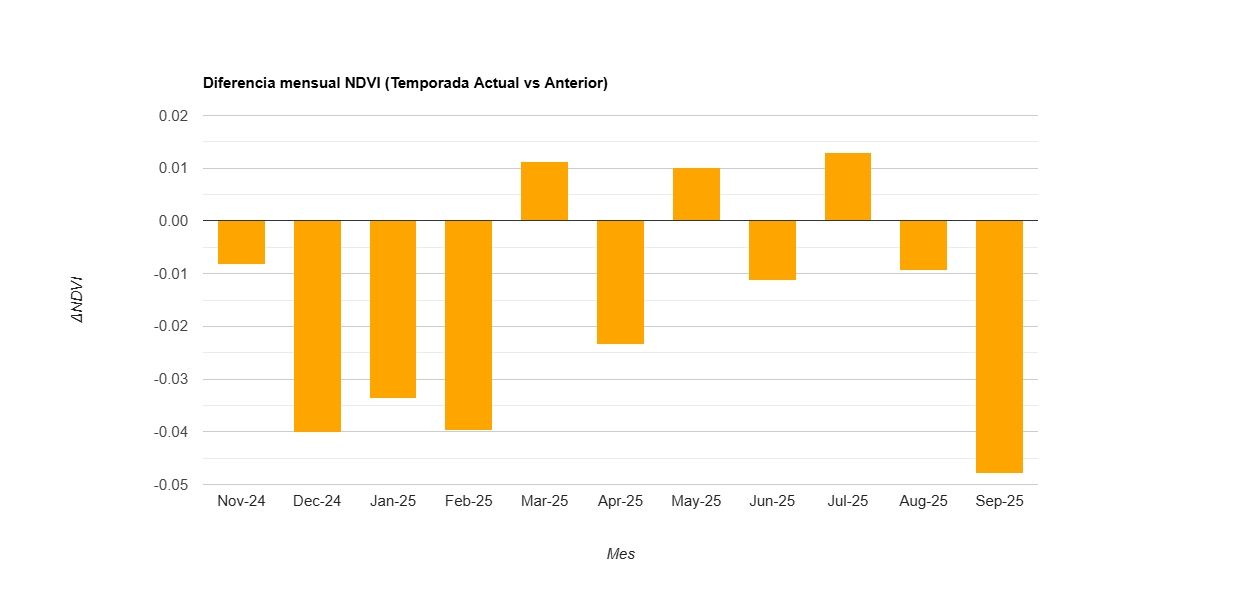 Diferencia mensual NDVI (Temporada Actual vs Anterior)
0.02
0.01
0.00
-0.01
-0.02
-0.03
-0.04
-0.05
ΔNDVI
Nov-24 Dec-24 Jan-25 Feb-25 Mar-25 Apr-25 May-25 Jun-25 Jul-25 Aug-25 Sep-25
Mes